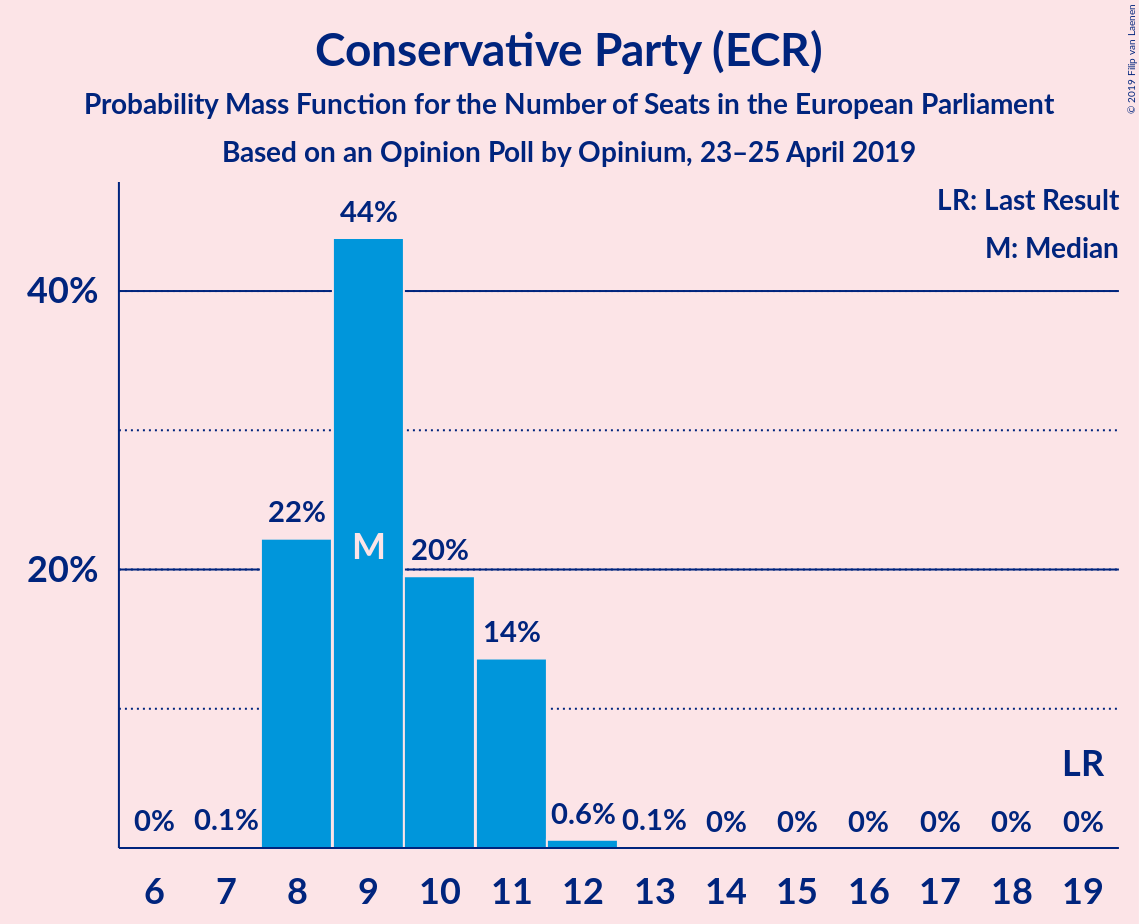 Conservative Party (ECR)
Probability Mass Function for the Number of Seats in the European Parliament
Based on an Opinion Poll by Opinium, 23–25 April 2019
© 2019 Filip van Laenen
LR: Last Result
M: Median
40%
20%
0% 0.1% 22% 44% 20% 14% 0.6% 0.1% 0% 0% 0% 0% 0% 0%
M
LR
6 7 8 9 10 11 12 13 14 15 16 17 18 19